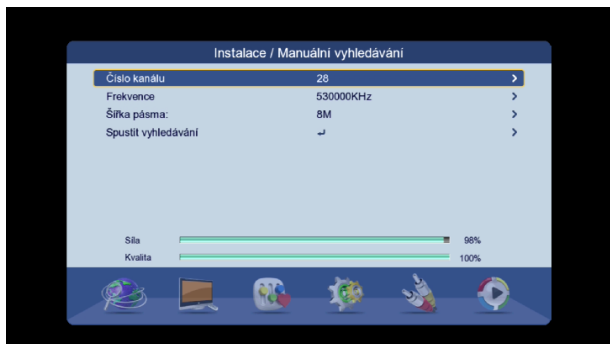 Instalace / Manuální vyhledávání
Číslo kanálu 28
Frekvence 530000KHz
Šířka pásma: 8M
Spustit vyhledávání
Síla 98%
Kvalita 100%